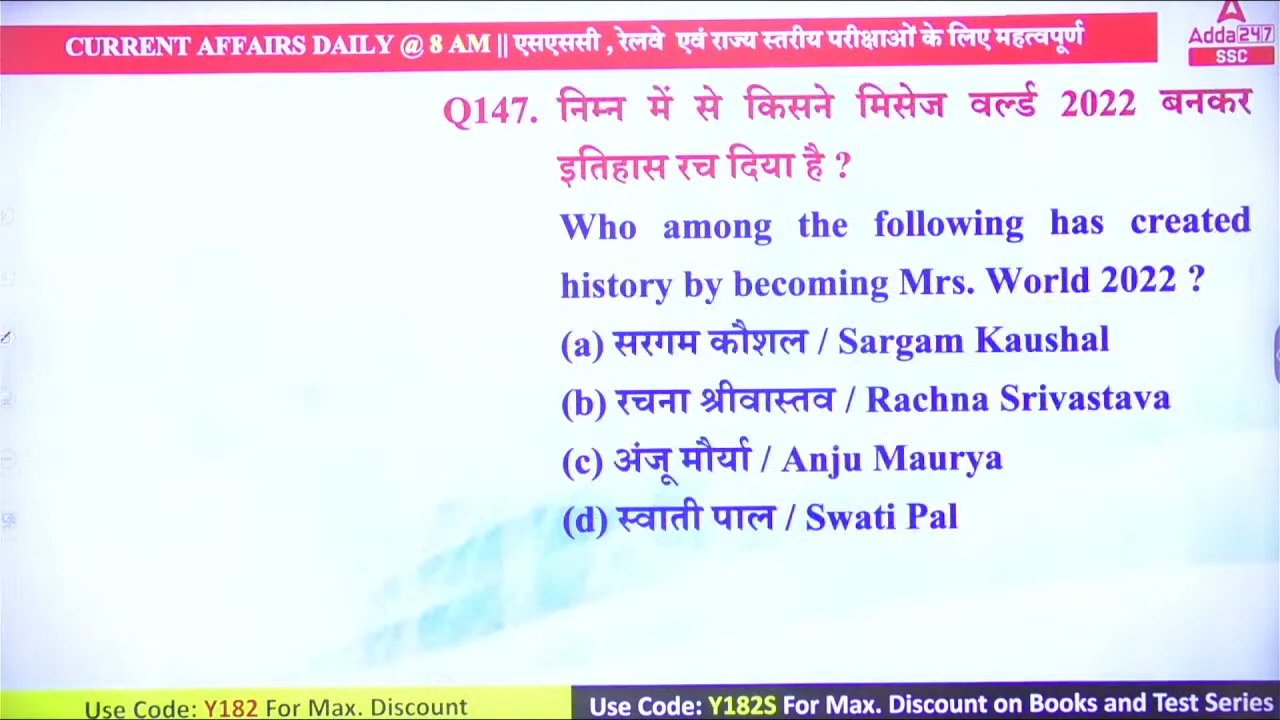 CURRENT AFFAIRS DAILY @ 8 AM || एसएससी , रेलवे एवं राज्य स्तरीय परीक्षाओं के लिए महत्वपूर्ण
Adda247
SSC
Q147. निम्न में से किसने मिसेज वर्ल्ड 2022 बनकर
इतिहास रच दिया है ?
Who among the following has created
history by becoming Mrs. World 2022 ?
(a) सरगम कौशल / Sargam Kaushal
(b) रचना श्रीवास्तव / Rachna Srivastava
(c) अंजू मौर्या / Anju Maurya
(d) स्वाती पाल / Swati Pal
Use Code: Y182 For Max. Discount
Use Code: Y182S For Max. Discount on Books and Test Series